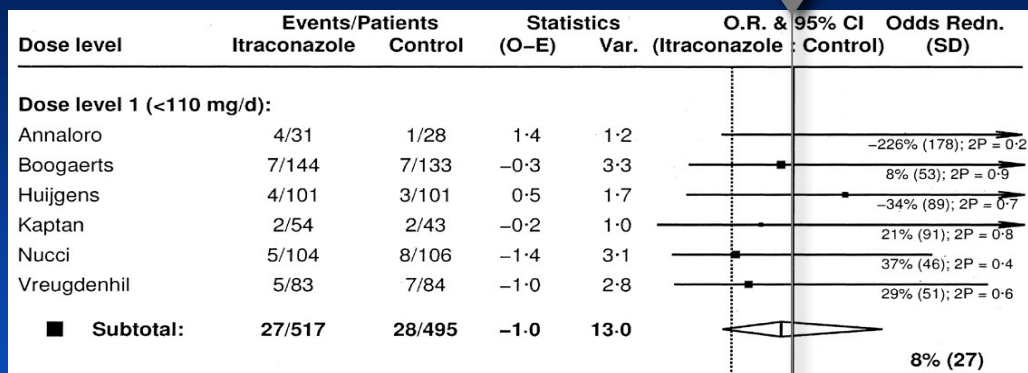 Events/Patients Statistics O.R. & 95% CI Odds Redn.
Dose level Itraconazole Control (O–E) Var. (Itraconazole : Control) (SD)
Dose level 1 (<110 mg/d):
Annaloro 4/31 1/28 1·4 1·2 –226% (178); 2P = 0·2
Boogaerts 7/144 7/133 –0·3 3·3 8% (53); 2P = 0·9
Huijgens 4/101 3/101 0·5 1·7 –34% (89); 2P = 0·7
Kaptan 2/54 2/43 –0·2 1·0 21% (91); 2P = 0·8
Nucci 5/104 8/106 –1·4 3·1 37% (46); 2P = 0·4
Vreugdenhil 5/83 7/84 –1·0 2·8 29% (51); 2P = 0·6
Subtotal: 27/517 28/495 –1·0 13·0
8% (27)